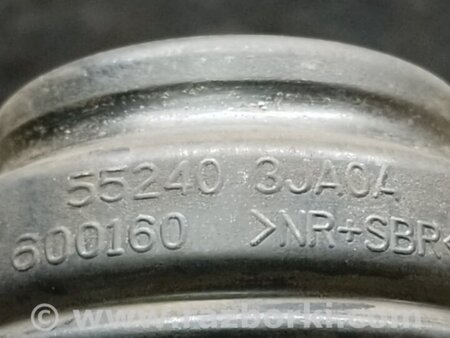 55240 3JA0A
600160 >NR+SBR<
© www.razborki.com